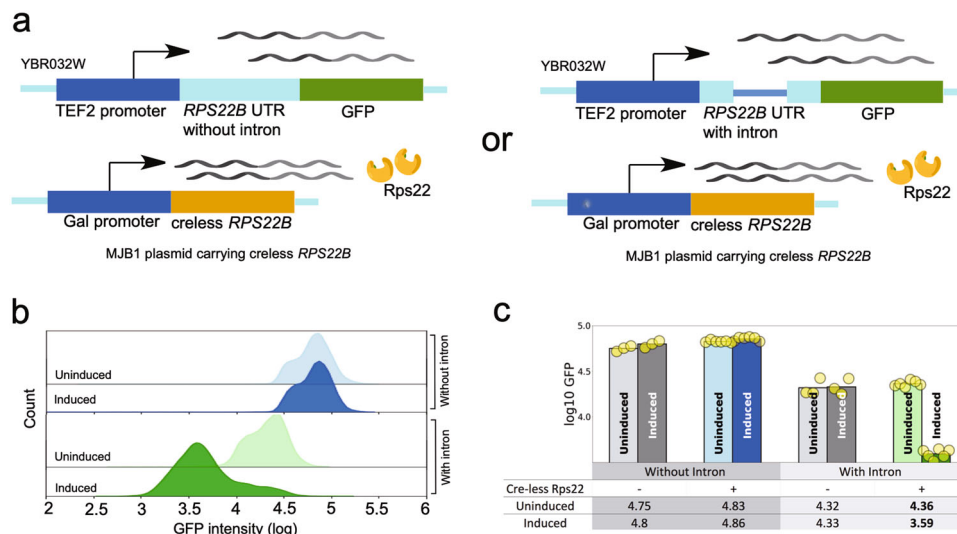 a
YBR032W
TEF2 promoter
RPS22B UTR
without intron
GFP
Gal promoter
creless RPS22B
Rps22
MJB1 plasmid carrying creless RPS22B
or
YBR032W
TEF2 promoter
RPS22B UTR
with intron
GFP
Gal promoter
creless RPS22B
Rps22
MJB1 plasmid carrying creless RPS22B
b
Count
Uninduced
Induced
Without intron
Uninduced
Induced
With intron
2 2.5 3 3.5 4 4.5 5 5.5 6
GFP intensity (log)
c
log10 GFP
5.0
4.5
4.0
Uninduced
Induced
Uninduced
Induced
Uninduced
Induced
Uninduced
Induced
Without Intron With Intron
Cre-less Rps22 - + - +
Uninduced 4.75 4.83 4.32 4.36
Induced 4.8 4.86 4.33 3.59